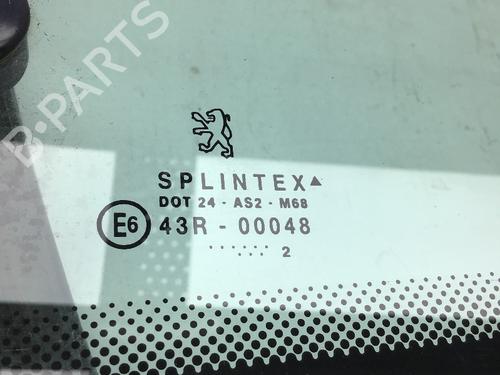 B-PARTS
SPLINTEX▲
DOT 24 - AS2 - M68
E6 43R - 00048
...... 2